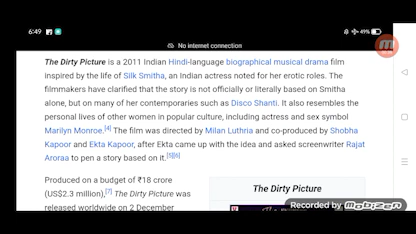 6:49
49%
No internet connection
The Dirty Picture is a 2011 Indian Hindi-language biographical musical drama film
inspired by the life of Silk Smitha, an Indian actress noted for her erotic roles. The
filmmakers have clarified that the story is not officially or literally based on Smitha
alone, but on many of her contemporaries such as Disco Shanti. It also resembles the
personal lives of other women in popular culture, including actress and sex symbol
Marilyn Monroe.[4] The film was directed by Milan Luthria and co-produced by Shobha
Kapoor and Ekta Kapoor, after Ekta came up with the idea and asked screenwriter Rajat
Aroraa to pen a story based on it.[5][6]
Produced on a budget of ₹18 crore
(US$2.3 million),[7] The Dirty Picture was
released worldwide on 2 December
The Dirty Picture
Recorded by
MOBIZEN